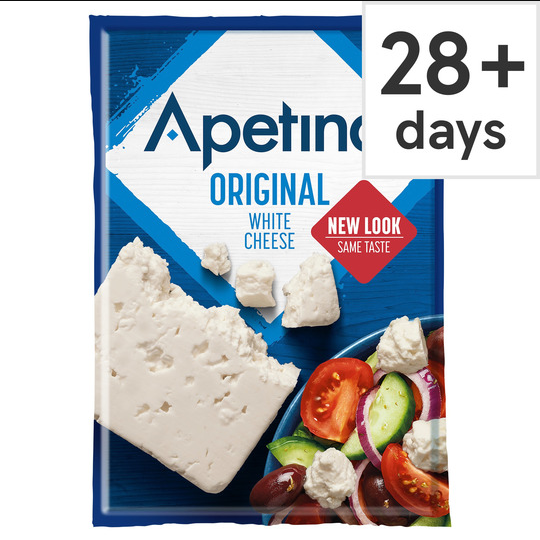 28+
days
Apetina
ORIGINAL
WHITE
CHEESE
NEW LOOK
SAME TASTE